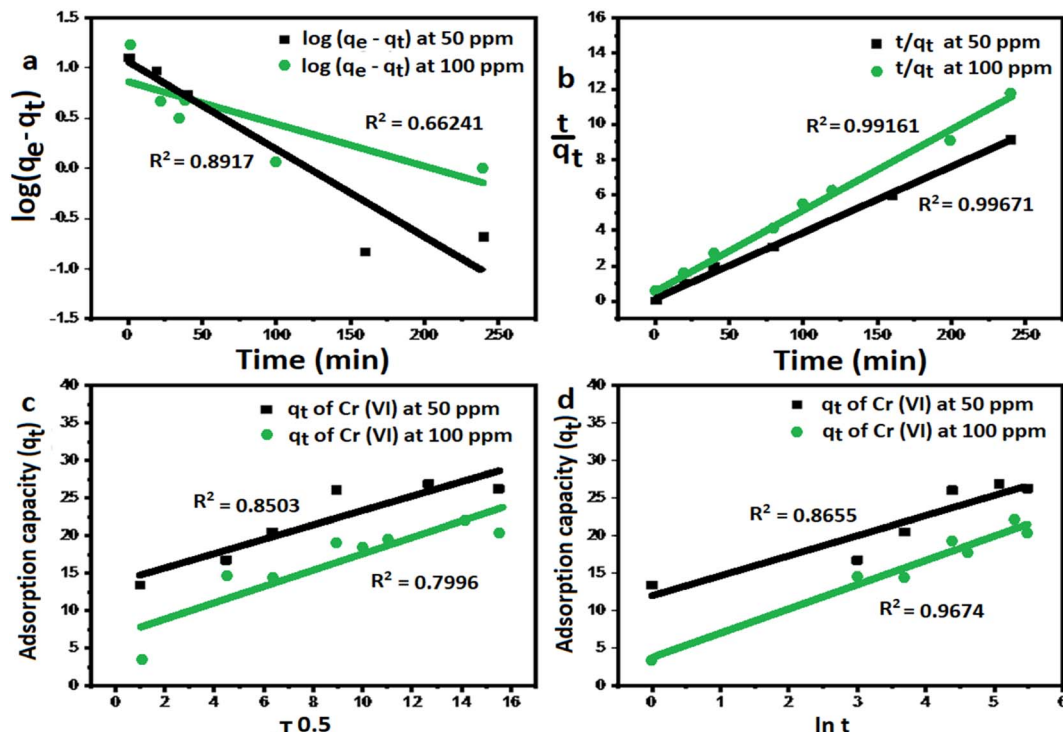 a
log (qe - qt) at 50 ppm
log (qe - qt) at 100 ppm
R² = 0.66241
R² = 0.8917
log(qe - qt)
1.5
1.0
0.5
0.0
-0.5
-1.0
-1.5
0 50 100 150 200 250
Time (min)
b
t/qt at 50 ppm
t/qt at 100 ppm
R² = 0.99161
R² = 0.99671
t
qt
16
14
12
10
8
6
4
2
0
0 50 100 150 200 250
Time (min)
c
qt of Cr (VI) at 50 ppm
qt of Cr (VI) at 100 ppm
R² = 0.8503
R² = 0.7996
Adsorption capacity (qt)
40
35
30
25
20
15
10
5
0
0 2 4 6 8 10 12 14 16
T 0.5
d
qt of Cr (VI) at 50 ppm
qt of Cr (VI) at 100 ppm
R² = 0.8655
R² = 0.9674
Adsorption capacity (qt)
40
35
30
25
20
15
10
5
0
0 1 2 3 4 5 6
ln t